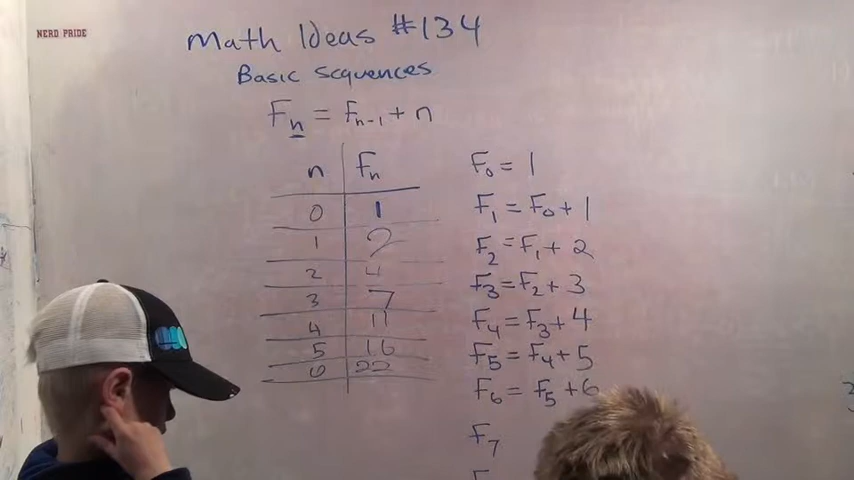 NERD PRIDE
Math Ideas #134
Basic sequences
Fn = Fn-1 + n
n Fn
0 1
1 2
2 4
3 7
4 11
5 16
6 22
F0 = 1
F1 = F0 + 1
F2 = F1 + 2
F3 = F2 + 3
F4 = F3 + 4
F5 = F4 + 5
F6 = F5 + 6
F7
F